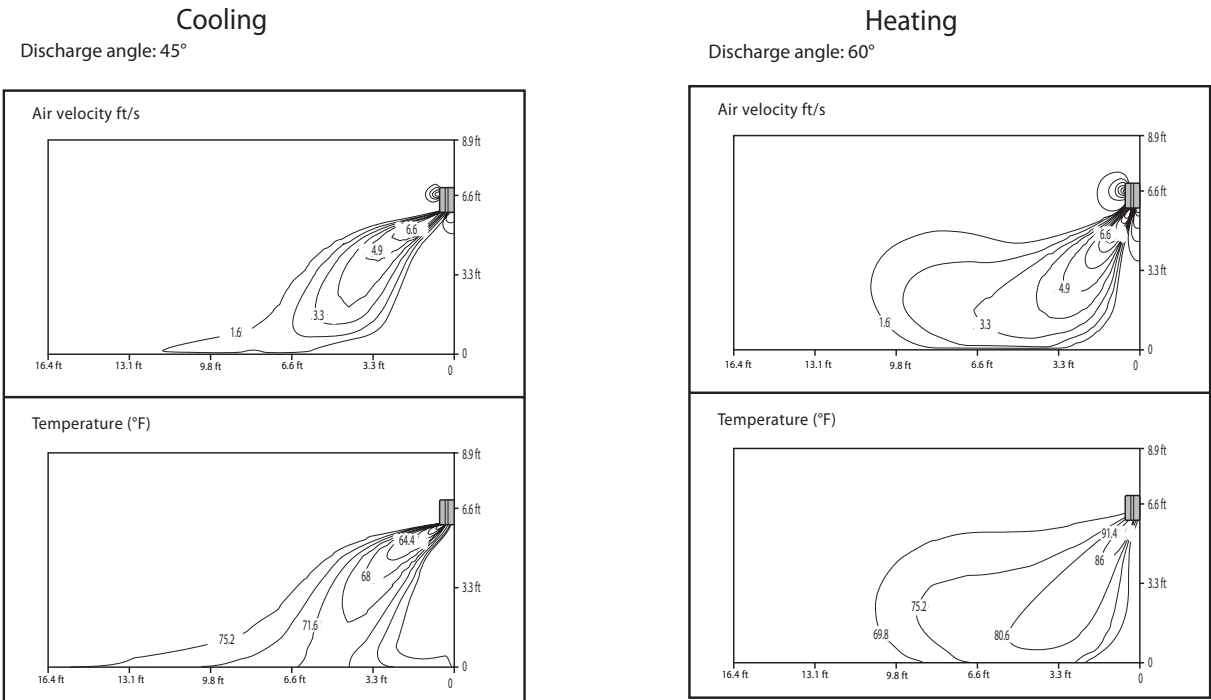 Cooling
Discharge angle: 45°
Air velocity ft/s
8.9 ft
6.6 ft
6.6
4.9
3.3 ft
3.3
1.6
0
16.4 ft 13.1 ft 9.8 ft 6.6 ft 3.3 ft 0
Temperature (°F)
8.9 ft
6.6 ft
64.4
68
3.3 ft
71.6
75.2
0
16.4 ft 13.1 ft 9.8 ft 6.6 ft 3.3 ft 0
Heating
Discharge angle: 60°
Air velocity ft/s
8.9 ft
6.6 ft
6.6
3.3 ft
4.9
1.6 3.3
0
16.4 ft 13.1 ft 9.8 ft 6.6 ft 3.3 ft 0
Temperature (°F)
8.9 ft
6.6 ft
91.4
86
3.3 ft
75.2
69.8 80.6
0
16.4 ft 13.1 ft 9.8 ft 6.6 ft 3.3 ft 0